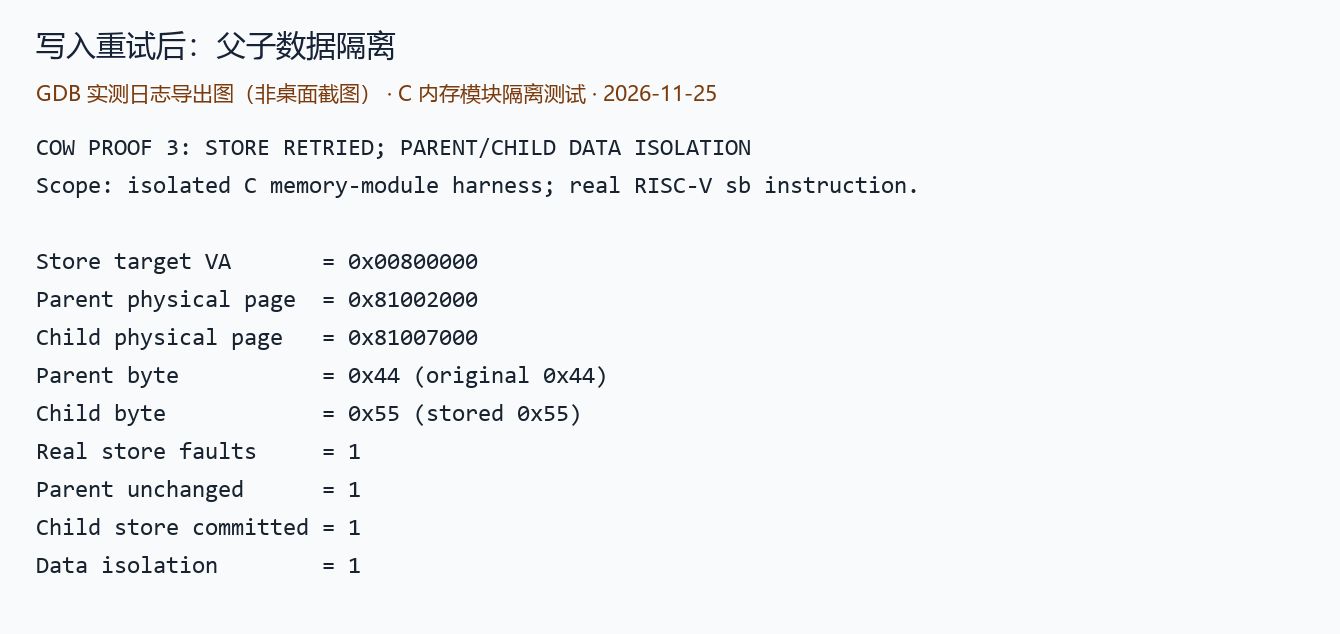 写入重试后：父子数据隔离
GDB 实测日志导出图（非桌面截图）· C 内存模块隔离测试 · 2026-11-25
COW PROOF 3: STORE RETRIED; PARENT/CHILD DATA ISOLATION
Scope: isolated C memory-module harness; real RISC-V sb instruction.
Store target VA       = 0x00800000
Parent physical page  = 0x81002000
Child physical page   = 0x81007000
Parent byte           = 0x44 (original 0x44)
Child byte            = 0x55 (stored 0x55)
Real store faults     = 1
Parent unchanged      = 1
Child store committed = 1
Data isolation        = 1